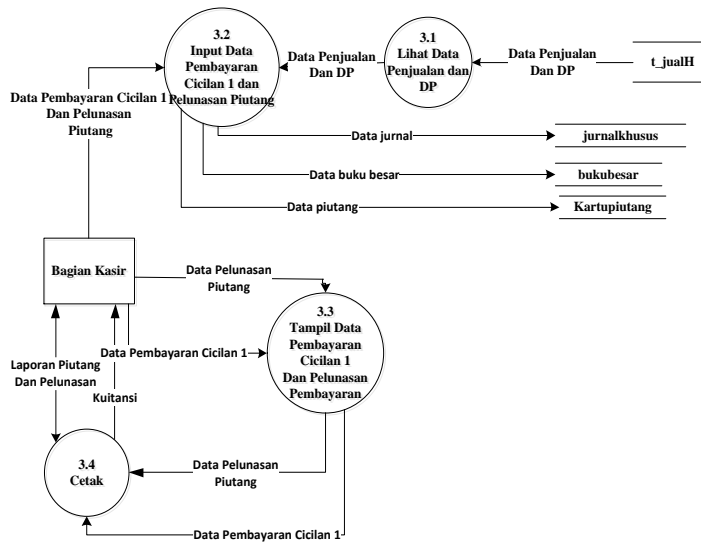 3.2
Input Data
Pembayaran
Cicilan 1 dan
Pelunasan Piutang
Data Penjualan
Dan DP
3.1
Lihat Data
Penjualan dan
DP
Data Penjualan
Dan DP
t_jualH
Data Pembayaran Cicilan 1
Dan Pelunasan
Piutang
Data jurnal
jurnalkhusus
Data buku besar
bukubesar
Data piutang
Kartupiutang
Bagian Kasir
Data Pelunasan
Piutang
3.3
Tampil Data
Pembayaran
Cicilan 1
Dan Pelunasan
Pembayaran
Data Pembayaran Cicilan 1
Laporan Piutang
Dan Pelunasan
Kuitansi
3.4
Cetak
Data Pelunasan
Piutang
Data Pembayaran Cicilan 1